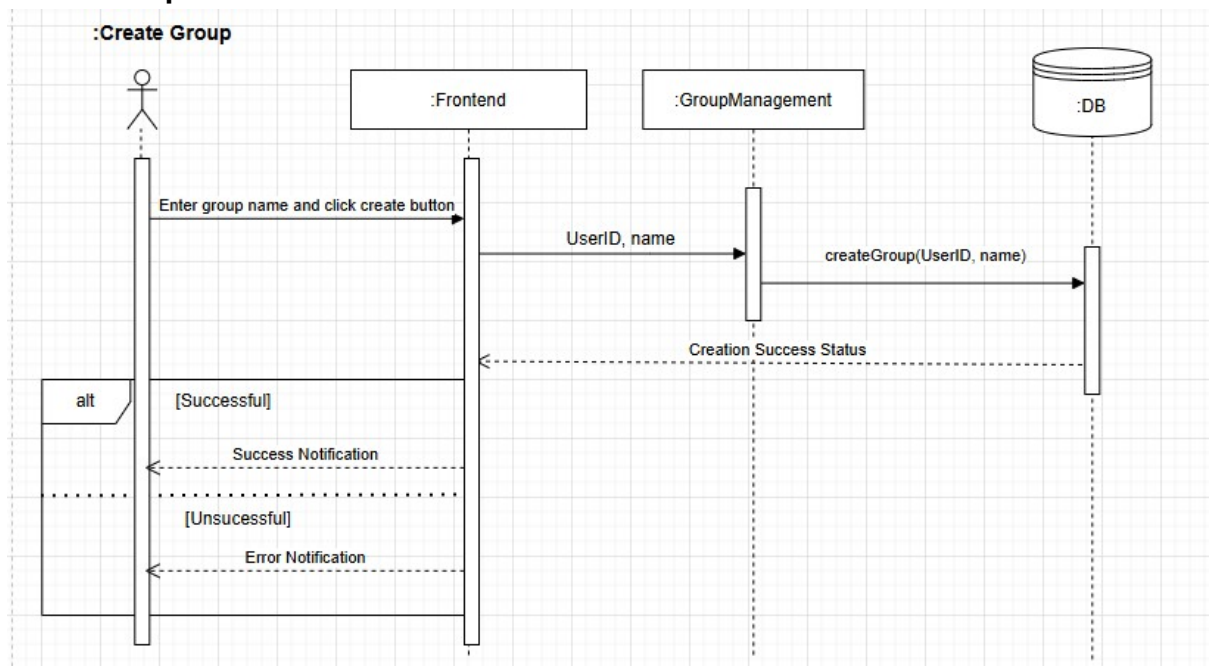 :Create Group
:Frontend
:GroupManagement
:DB
Enter group name and click create button
UserID, name
createGroup(UserID, name)
Creation Success Status
alt
[Successful]
Success Notification
[Unsucessful]
Error Notification